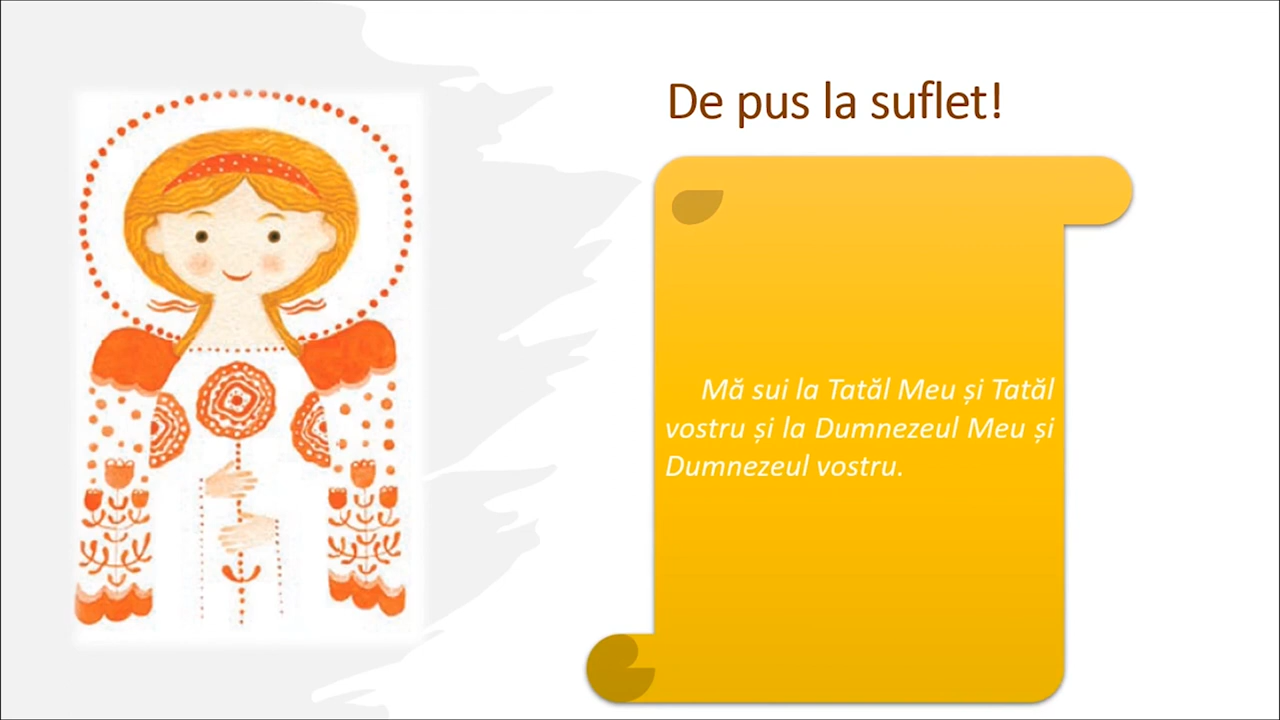 De pus la suflet!
Mă sui la Tatăl Meu și Tatăl
vostru și la Dumnezeul Meu și
Dumnezeul vostru.